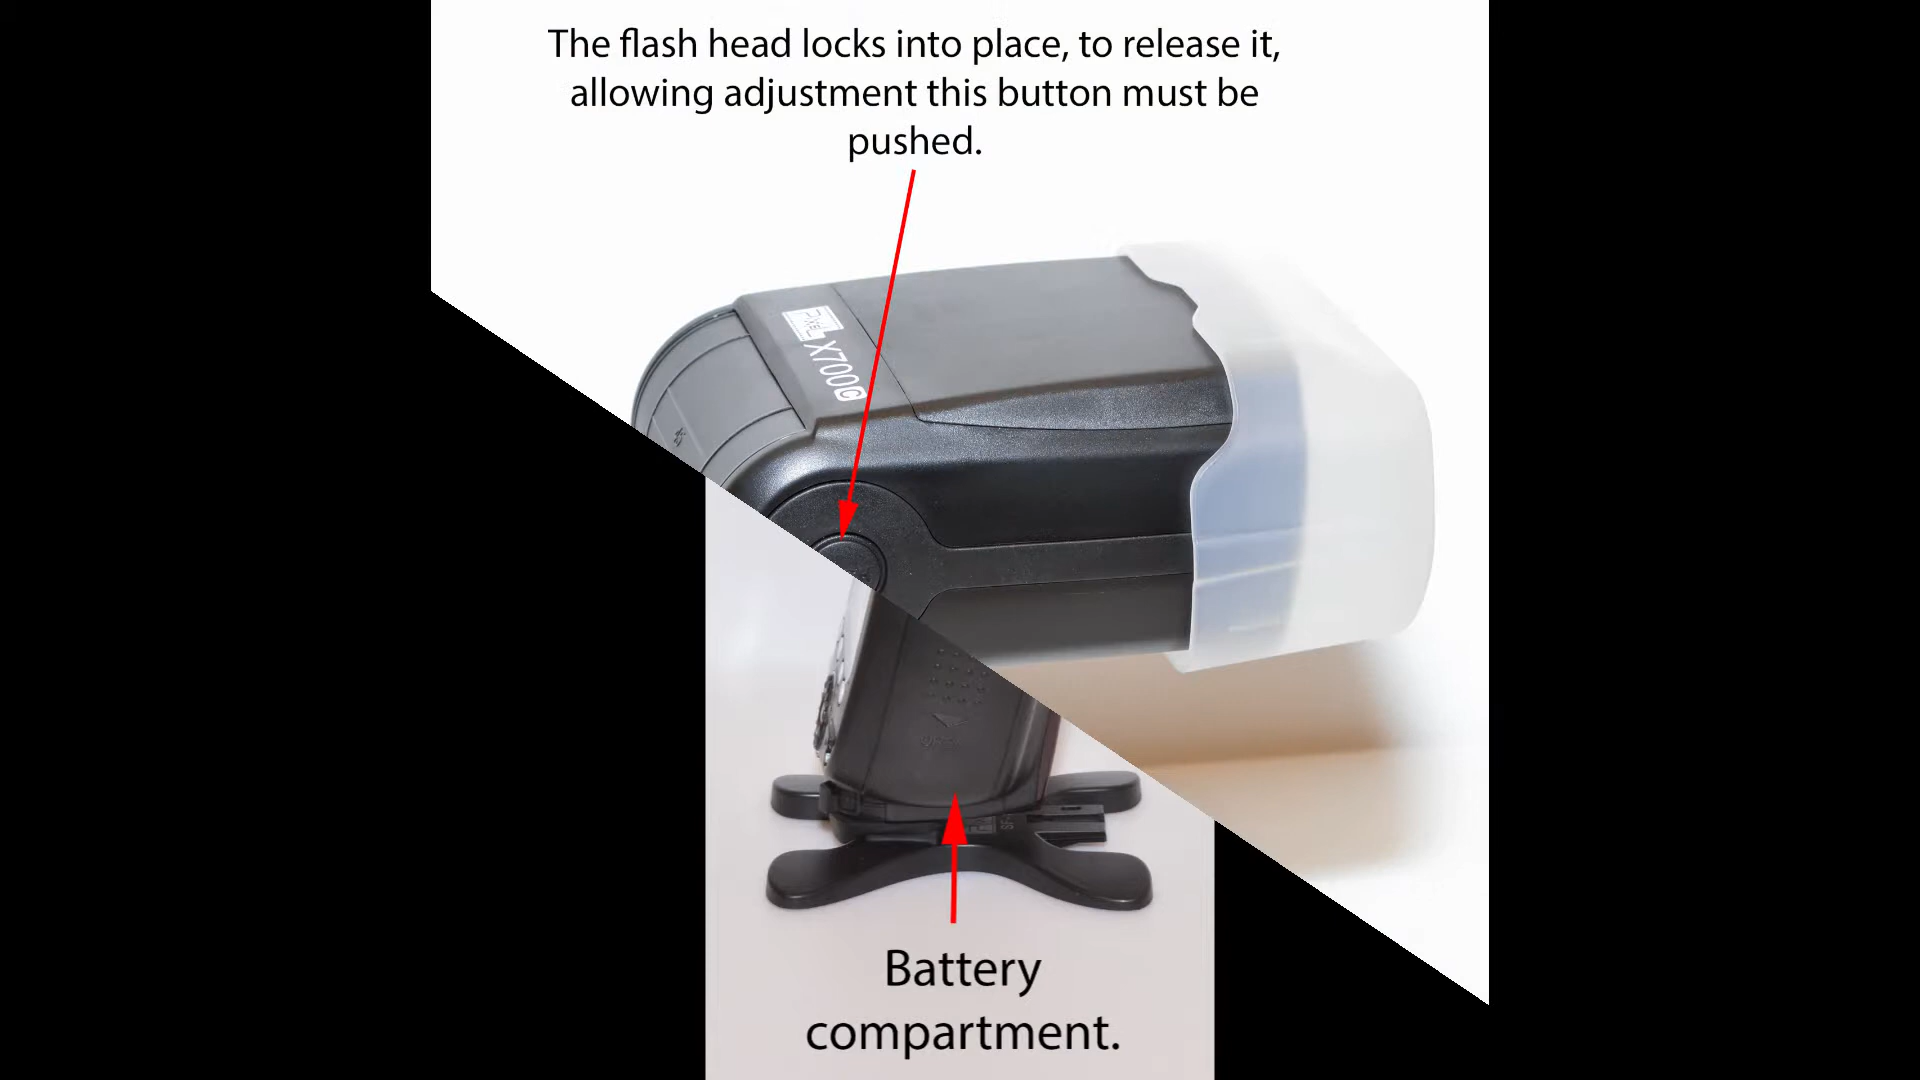 The flash head locks into place, to release it,
allowing adjustment this button must be
pushed.
PIXEL
X700C
Battery
compartment.